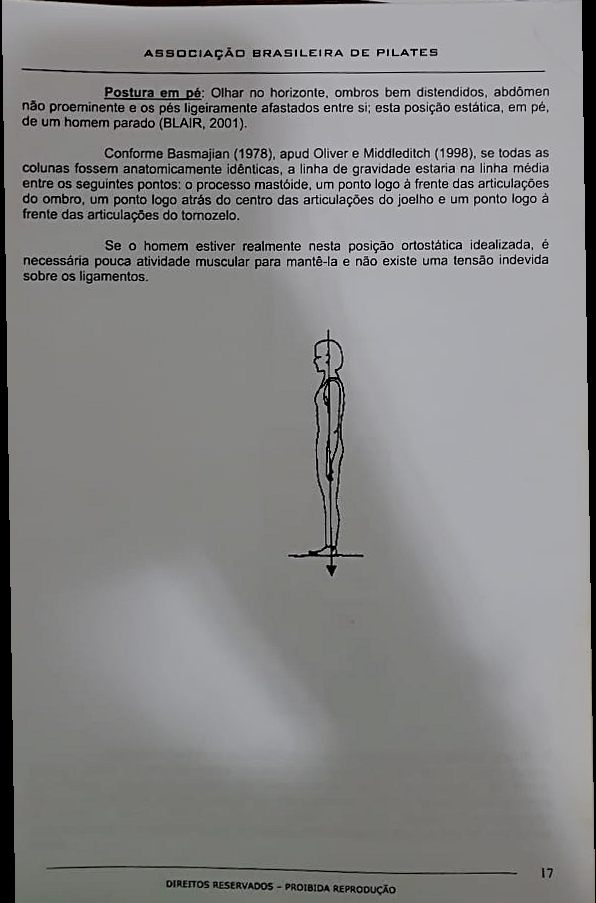 ASSOCIAÇÃO BRASILEIRA DE PILATES
Postura em pé: Olhar no horizonte, ombros bem distendidos, abdômen
não proeminente e os pés ligeiramente afastados entre si; esta posição estática, em pé,
de um homem parado (BLAIR, 2001).
Conforme Basmajian (1978), apud Oliver e Middleditch (1998), se todas as
colunas fossem anatomicamente idênticas, a linha de gravidade estaria na linha média
entre os seguintes pontos: o processo mastóide, um ponto logo à frente das articulações
do ombro, um ponto logo atrás do centro das articulações do joelho e um ponto logo à
frente das articulações do tornozelo.
Se o homem estiver realmente nesta posição ortostática idealizada, é
necessária pouca atividade muscular para mantê-la e não existe uma tensão indevida
sobre os ligamentos.
17
DIREITOS RESERVADOS – PROIBIDA REPRODUÇÃO